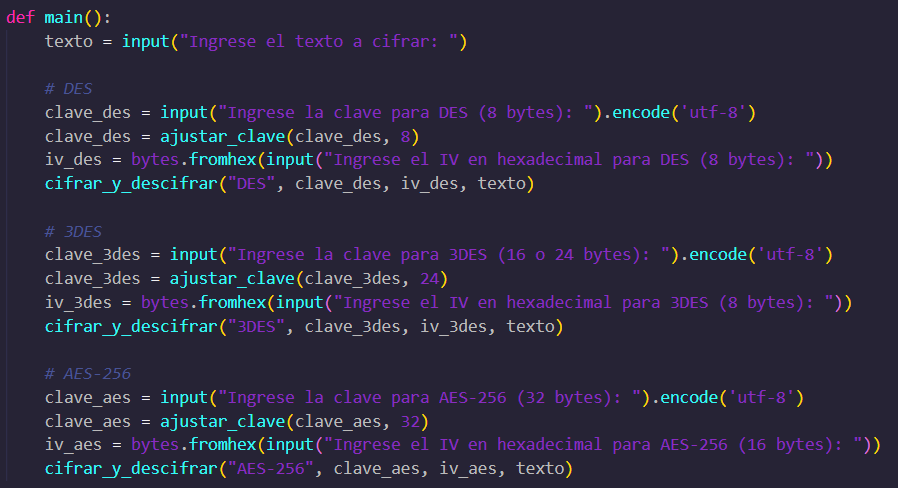 def main():
    texto = input("Ingrese el texto a cifrar: ")
    # DES
    clave_des = input("Ingrese la clave para DES (8 bytes): ").encode('utf-8')
    clave_des = ajustar_clave(clave_des, 8)
    iv_des = bytes.fromhex(input("Ingrese el IV en hexadecimal para DES (8 bytes): "))
    cifrar_y_descifrar("DES", clave_des, iv_des, texto)
    # 3DES
    clave_3des = input("Ingrese la clave para 3DES (16 o 24 bytes): ").encode('utf-8')
    clave_3des = ajustar_clave(clave_3des, 24)
    iv_3des = bytes.fromhex(input("Ingrese el IV en hexadecimal para 3DES (8 bytes): "))
    cifrar_y_descifrar("3DES", clave_3des, iv_3des, texto)
    # AES-256
    clave_aes = input("Ingrese la clave para AES-256 (32 bytes): ").encode('utf-8')
    clave_aes = ajustar_clave(clave_aes, 32)
    iv_aes = bytes.fromhex(input("Ingrese el IV en hexadecimal para AES-256 (16 bytes): "))
    cifrar_y_descifrar("AES-256", clave_aes, iv_aes, texto)